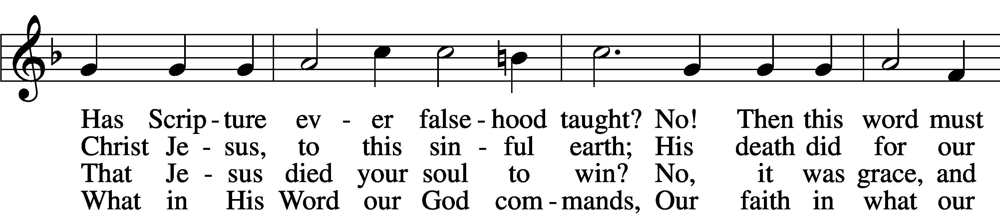 Has Scrip - ture ev - er false - hood taught? No! Then this word must
Christ Je - sus, to this sin - ful earth; His death did for our
That Je - sus died your soul to win? No, it was grace, and
What in His Word our God com - mands, Our faith in what our